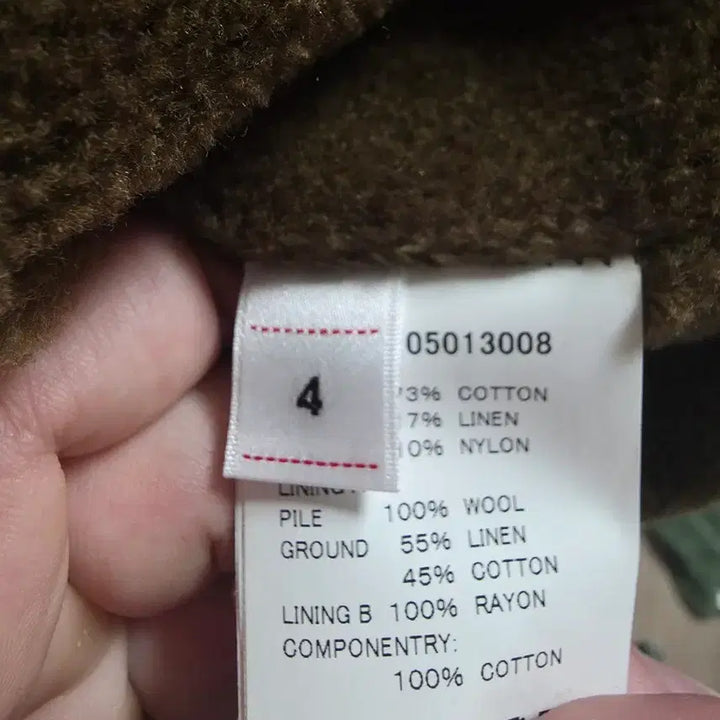 05013008
4
3% COTTON
7% LINEN
0% NYLON
LINING
PILE 100% WOOL
GROUND 55% LINEN
45% COTTON
LINING B 100% RAYON
COMPONENTRY:
100% COTTON